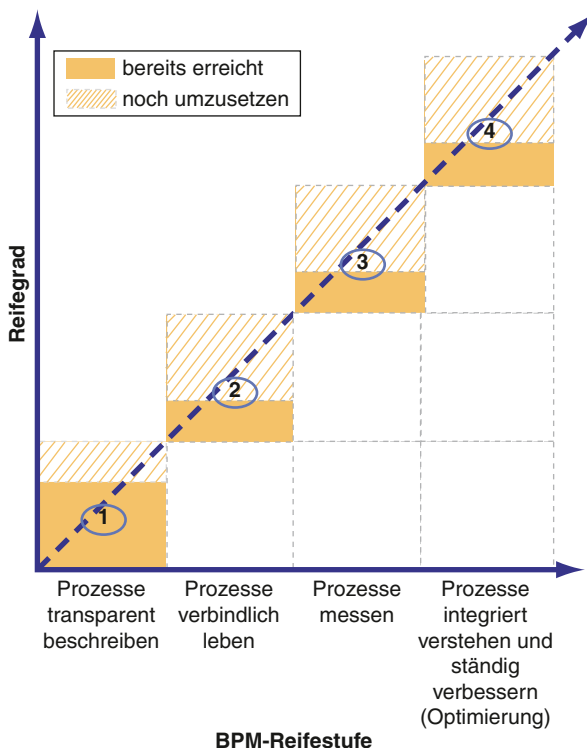 bereits erreicht
noch umzusetzen
4
3
2
1
Reifegrad
Prozesse
transparent
beschreiben
Prozesse
verbindlich
leben
Prozesse
messen
Prozesse
integriert
verstehen und
ständig
verbessern
(Optimierung)
BPM-Reifestufe